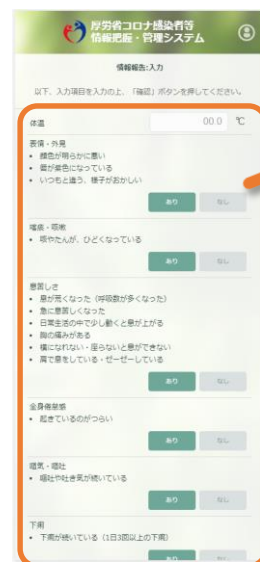 厚労省コロナ感染者等
情報把握・管理システム
情報報告:入力
以下、入力項目を入力の上、「確認」ボタンを押してください。
体温 00.0 ℃
表情・外見
• 顔色が明らかに悪い
• 唇が紫色になっている
• いつもと違う、様子がおかしい
あり なし
喀痰・咳嗽
• 咳やたんが、ひどくなっている
あり なし
息苦しさ
• 息が荒くなった（呼吸数が多くなった）
• 急に息苦しくなった
• 日常生活の中で少し動くと息が上がる
• 胸の痛みがある
• 横になれない・座らないと息ができない
• 肩で息をしている・ゼーゼーしている
あり なし
全身倦怠感
• 起きているのがつらい
あり なし
嘔気・嘔吐
• 嘔吐や吐き気が続いている
あり なし
下痢
• 下痢が続いている（1日3回以上の下痢）
あり なし